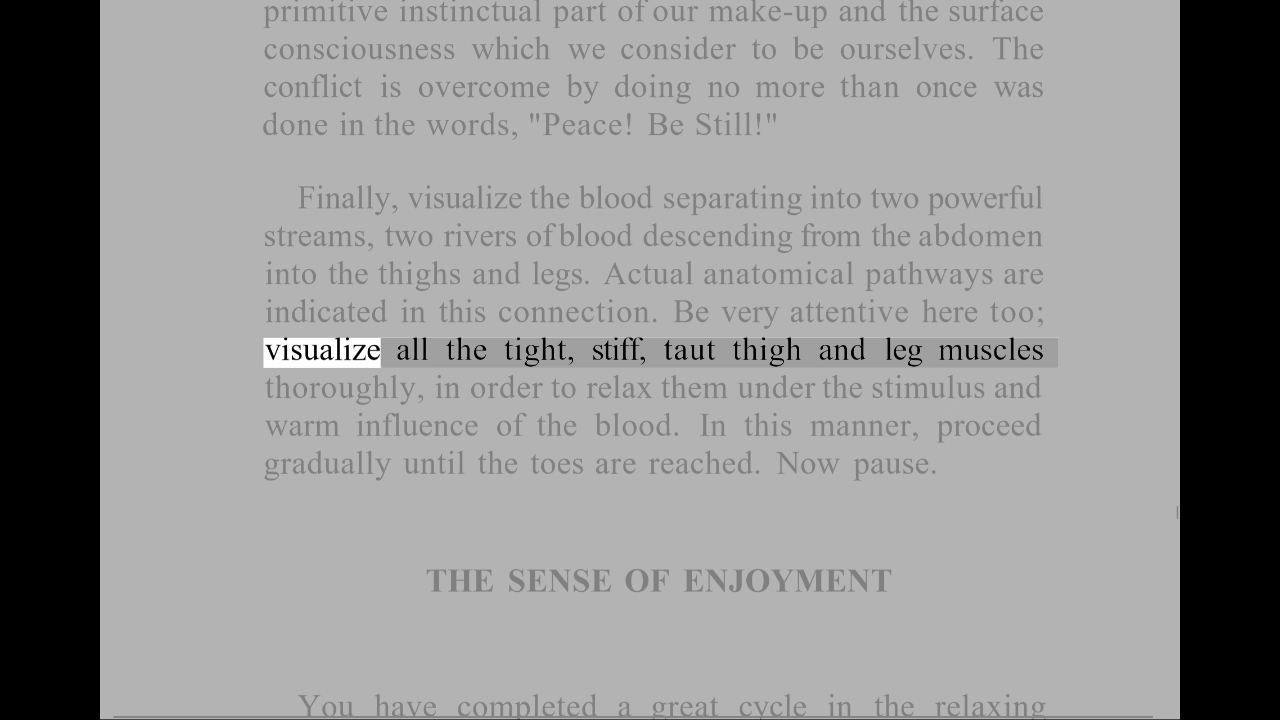 primitive instinctual part of our make-up and the surface
consciousness which we consider to be ourselves. The
conflict is overcome by doing no more than once was
done in the words, "Peace! Be Still!"
Finally, visualize the blood separating into two powerful
streams, two rivers of blood descending from the abdomen
into the thighs and legs. Actual anatomical pathways are
indicated in this connection. Be very attentive here too;
visualize all the tight, stiff, taut thigh and leg muscles
thoroughly, in order to relax them under the stimulus and
warm influence of the blood. In this manner, proceed
gradually until the toes are reached. Now pause.
THE SENSE OF ENJOYMENT
You have completed a great cycle in the relaxing